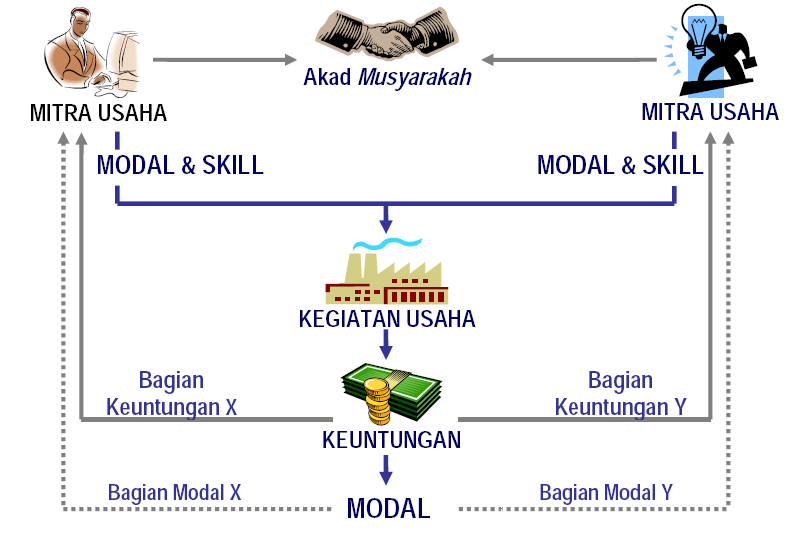 Akad Musyarakah
MITRA USAHA
MITRA USAHA
MODAL & SKILL
MODAL & SKILL
KEGIATAN USAHA
Bagian
Keuntungan X
Bagian
Keuntungan Y
KEUNTUNGAN
Bagian Modal X
Bagian Modal Y
MODAL